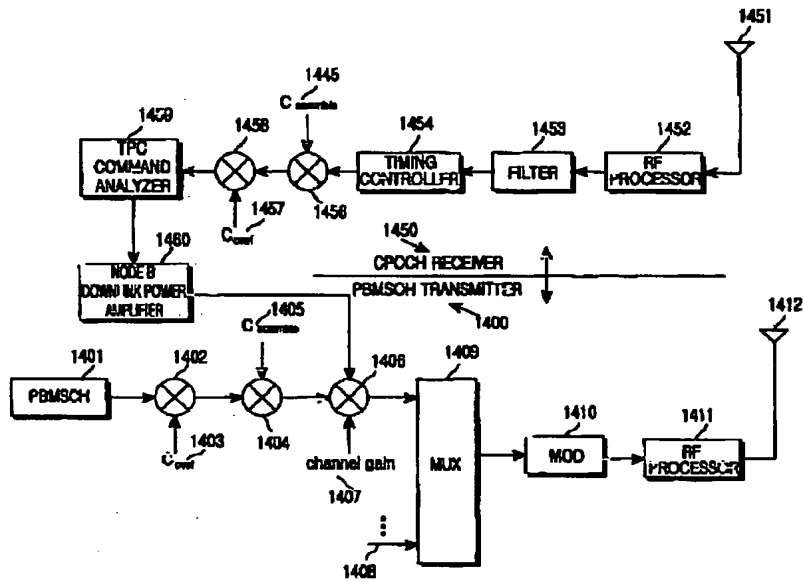 1451
1445
C scramble
1459
1458
1454
1453
1452
TPC
COMMAND
ANALYZER
TIMING
CONTROLLER
FILTER
RF
PROCESSOR
1456
1457
C ovsf
1460
1450
CPCCH RECEIVER
NODE B
DOWNLINK POWER
AMPLIFIER
PBMSCH TRANSMITTER
1400
1405
C scramble
1412
1401
1402
1406
1409
PBMSCH
1410
1411
1403
C ovsf
1404
channel gain
1407
MUX
MOD
RF
PROCESSOR
1408